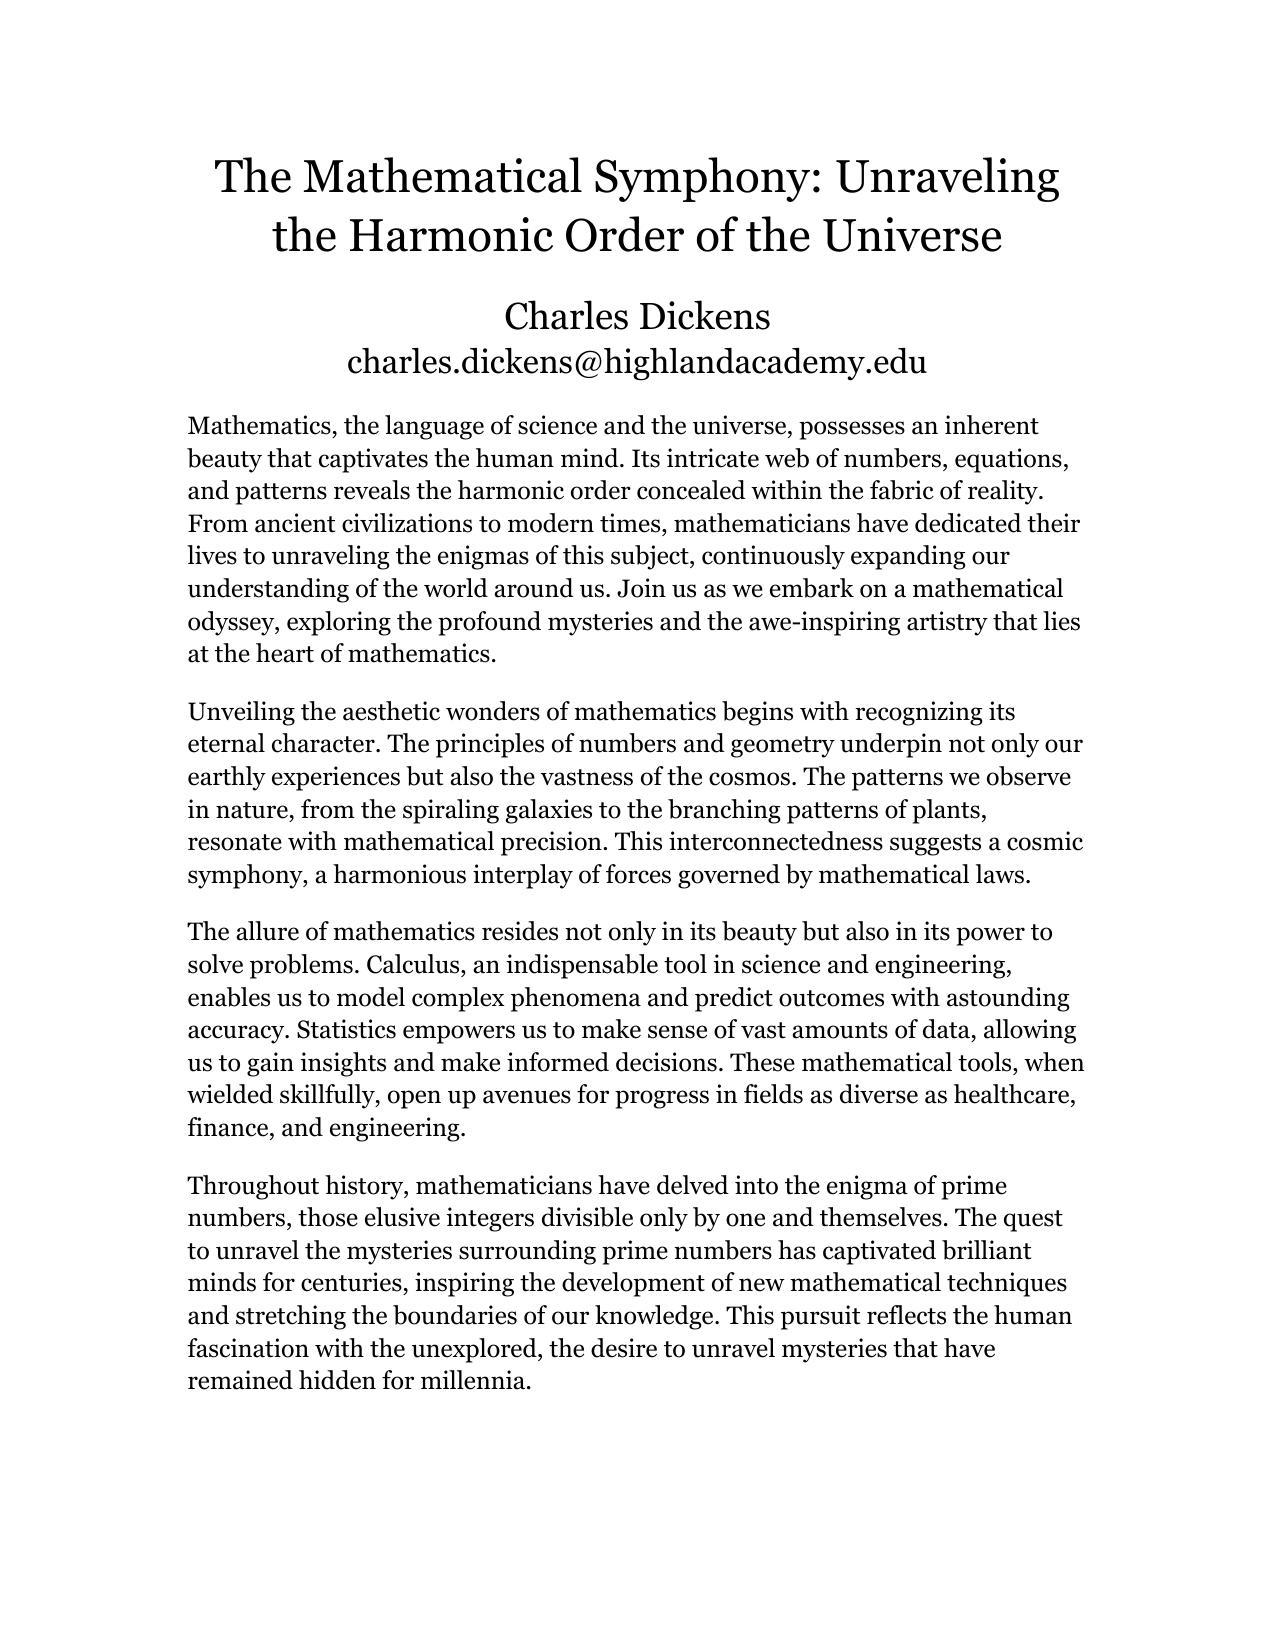 The Mathematical Symphony: Unraveling
the Harmonic Order of the Universe
Charles Dickens
charles.dickens@highlandacademy.edu
Mathematics, the language of science and the universe, possesses an inherent
beauty that captivates the human mind. Its intricate web of numbers, equations,
and patterns reveals the harmonic order concealed within the fabric of reality.
From ancient civilizations to modern times, mathematicians have dedicated their
lives to unraveling the enigmas of this subject, continuously expanding our
understanding of the world around us. Join us as we embark on a mathematical
odyssey, exploring the profound mysteries and the awe-inspiring artistry that lies
at the heart of mathematics.
Unveiling the aesthetic wonders of mathematics begins with recognizing its
eternal character. The principles of numbers and geometry underpin not only our
earthly experiences but also the vastness of the cosmos. The patterns we observe
in nature, from the spiraling galaxies to the branching patterns of plants,
resonate with mathematical precision. This interconnectedness suggests a cosmic
symphony, a harmonious interplay of forces governed by mathematical laws.
The allure of mathematics resides not only in its beauty but also in its power to
solve problems. Calculus, an indispensable tool in science and engineering,
enables us to model complex phenomena and predict outcomes with astounding
accuracy. Statistics empowers us to make sense of vast amounts of data, allowing
us to gain insights and make informed decisions. These mathematical tools, when
wielded skillfully, open up avenues for progress in fields as diverse as healthcare,
finance, and engineering.
Throughout history, mathematicians have delved into the enigma of prime
numbers, those elusive integers divisible only by one and themselves. The quest
to unravel the mysteries surrounding prime numbers has captivated brilliant
minds for centuries, inspiring the development of new mathematical techniques
and stretching the boundaries of our knowledge. This pursuit reflects the human
fascination with the unexplored, the desire to unravel mysteries that have
remained hidden for millennia.